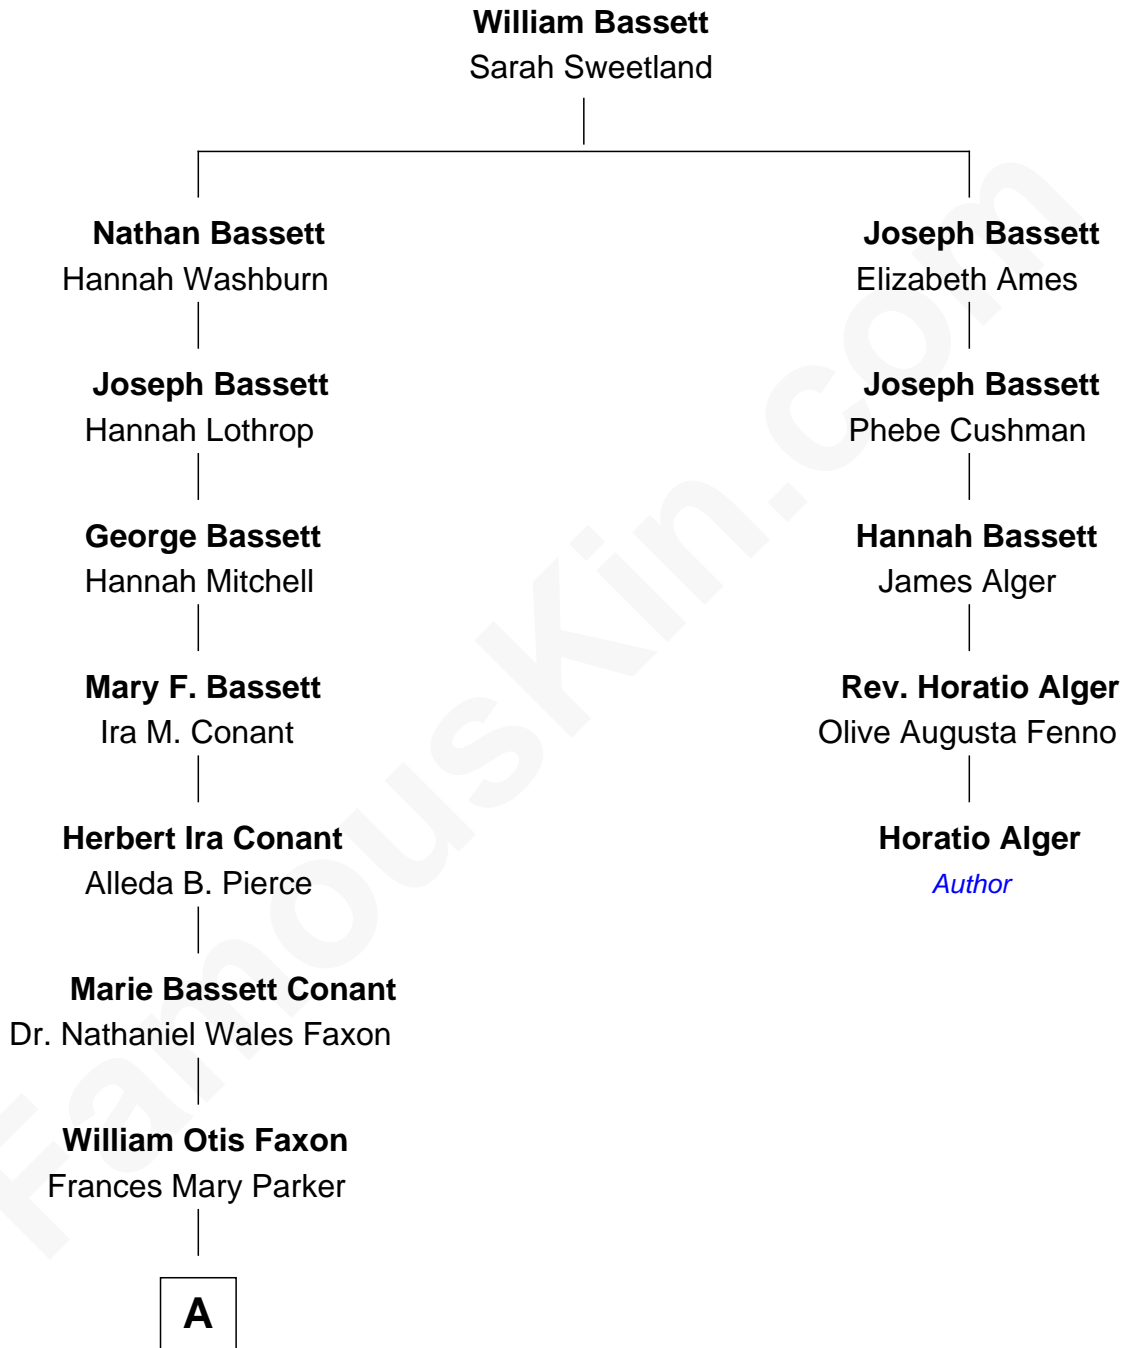 William Bassett
Sarah Sweetland
Nathan Bassett
Hannah Washburn
Joseph Bassett
Elizabeth Ames
Joseph Bassett
Hannah Lothrop
Joseph Bassett
Phebe Cushman
George Bassett
Hannah Mitchell
Hannah Bassett
James Alger
Mary F. Bassett
Ira M. Conant
Rev. Horatio Alger
Olive Augusta Fenno
Herbert Ira Conant
Alleda B. Pierce
Horatio Alger
Author
Marie Bassett Conant
Dr. Nathaniel Wales Faxon
William Otis Faxon
Frances Mary Parker
A
FamousKin.com